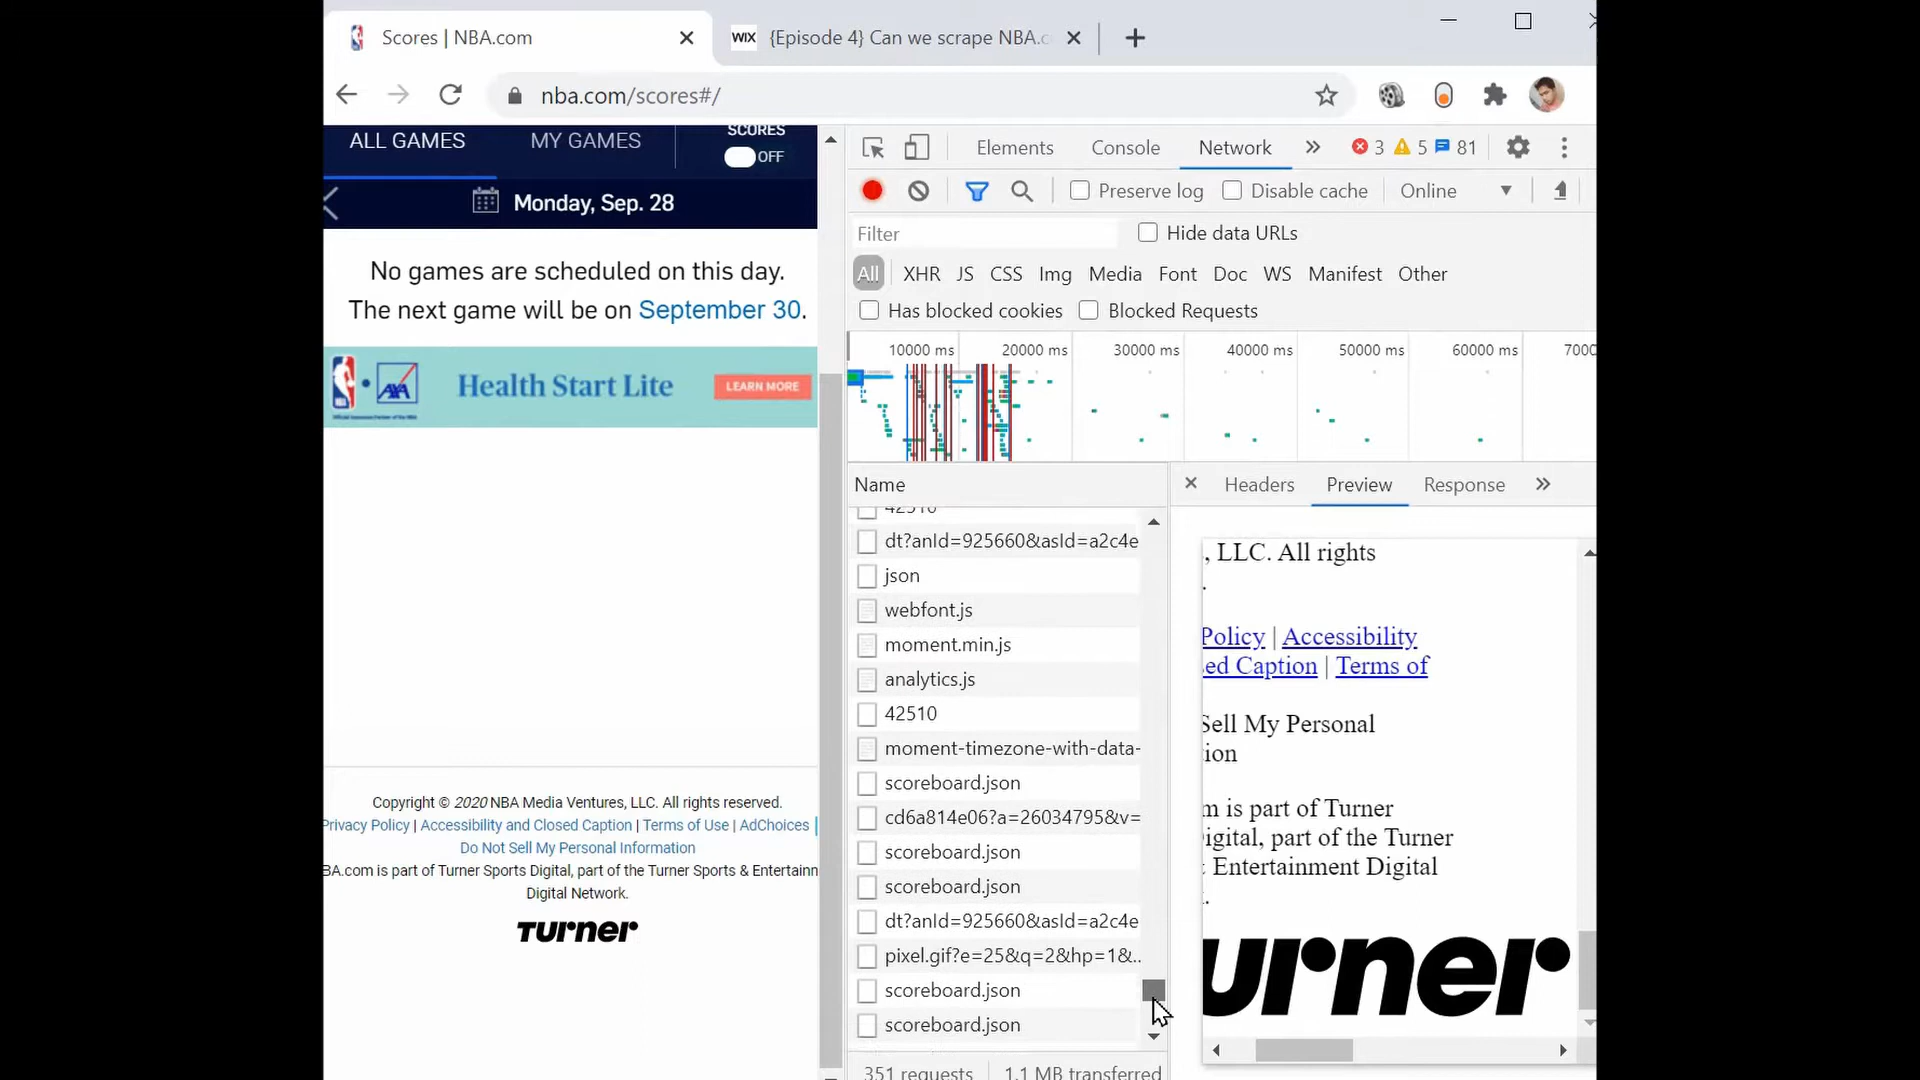 Scores | NBA.com
WIX {Episode 4} Can we scrape NBA.c
nba.com/scores#/
ALL GAMES
MY GAMES
SCORES
OFF
Monday, Sep. 28
No games are scheduled on this day.
The next game will be on September 30.
AXA Health Start Lite LEARN MORE
Copyright © 2020 NBA Media Ventures, LLC. All rights reserved.
Privacy Policy | Accessibility and Closed Caption | Terms of Use | AdChoices |
Do Not Sell My Personal Information
BA.com is part of Turner Sports Digital, part of the Turner Sports & Entertainm
Digital Network.
Turner
Elements Console Network 3 5 81
Preserve log Disable cache Online
Filter Hide data URLs
All XHR JS CSS Img Media Font Doc WS Manifest Other
Has blocked cookies Blocked Requests
10000 ms 20000 ms 30000 ms 40000 ms 50000 ms 60000 ms 7000
Name
42510
dt?anId=925660&asId=a2c4e
json
webfont.js
moment.min.js
analytics.js
42510
moment-timezone-with-data-
scoreboard.json
cd6a814e06?a=26034795&v=
scoreboard.json
scoreboard.json
dt?anId=925660&asId=a2c4e
pixel.gif?e=25&q=2&hp=1&..
scoreboard.json
scoreboard.json
351 requests 1.1 MB transferred
Headers Preview Response
, LLC. All rights
.
Policy | Accessibility
ed Caption | Terms of
Sell My Personal
ion
m is part of Turner
igital, part of the Turner
Entertainment Digital
urner